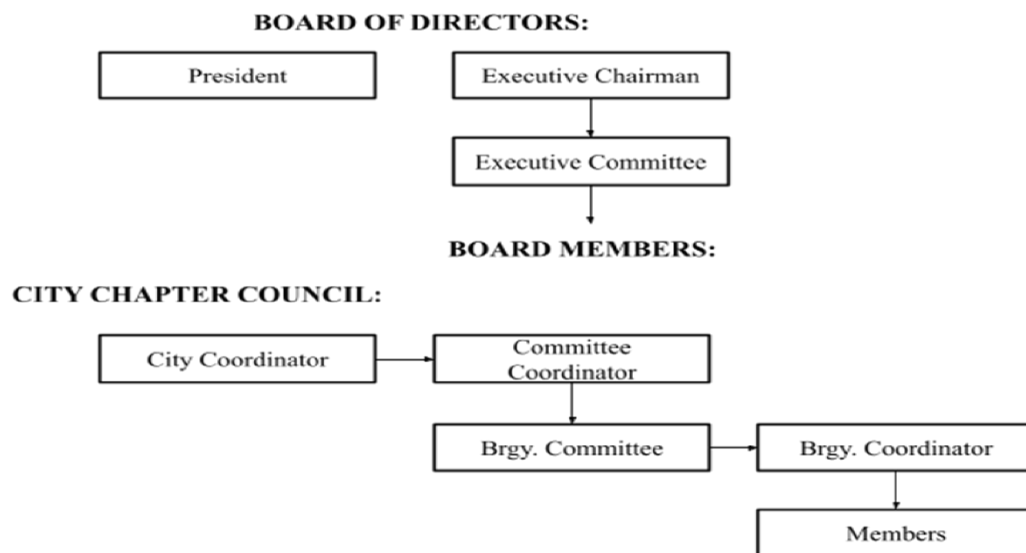 BOARD OF DIRECTORS:
President
Executive Chairman
Executive Committee
BOARD MEMBERS:
CITY CHAPTER COUNCIL:
City Coordinator
Committee
Coordinator
Brgy. Committee
Brgy. Coordinator
Members